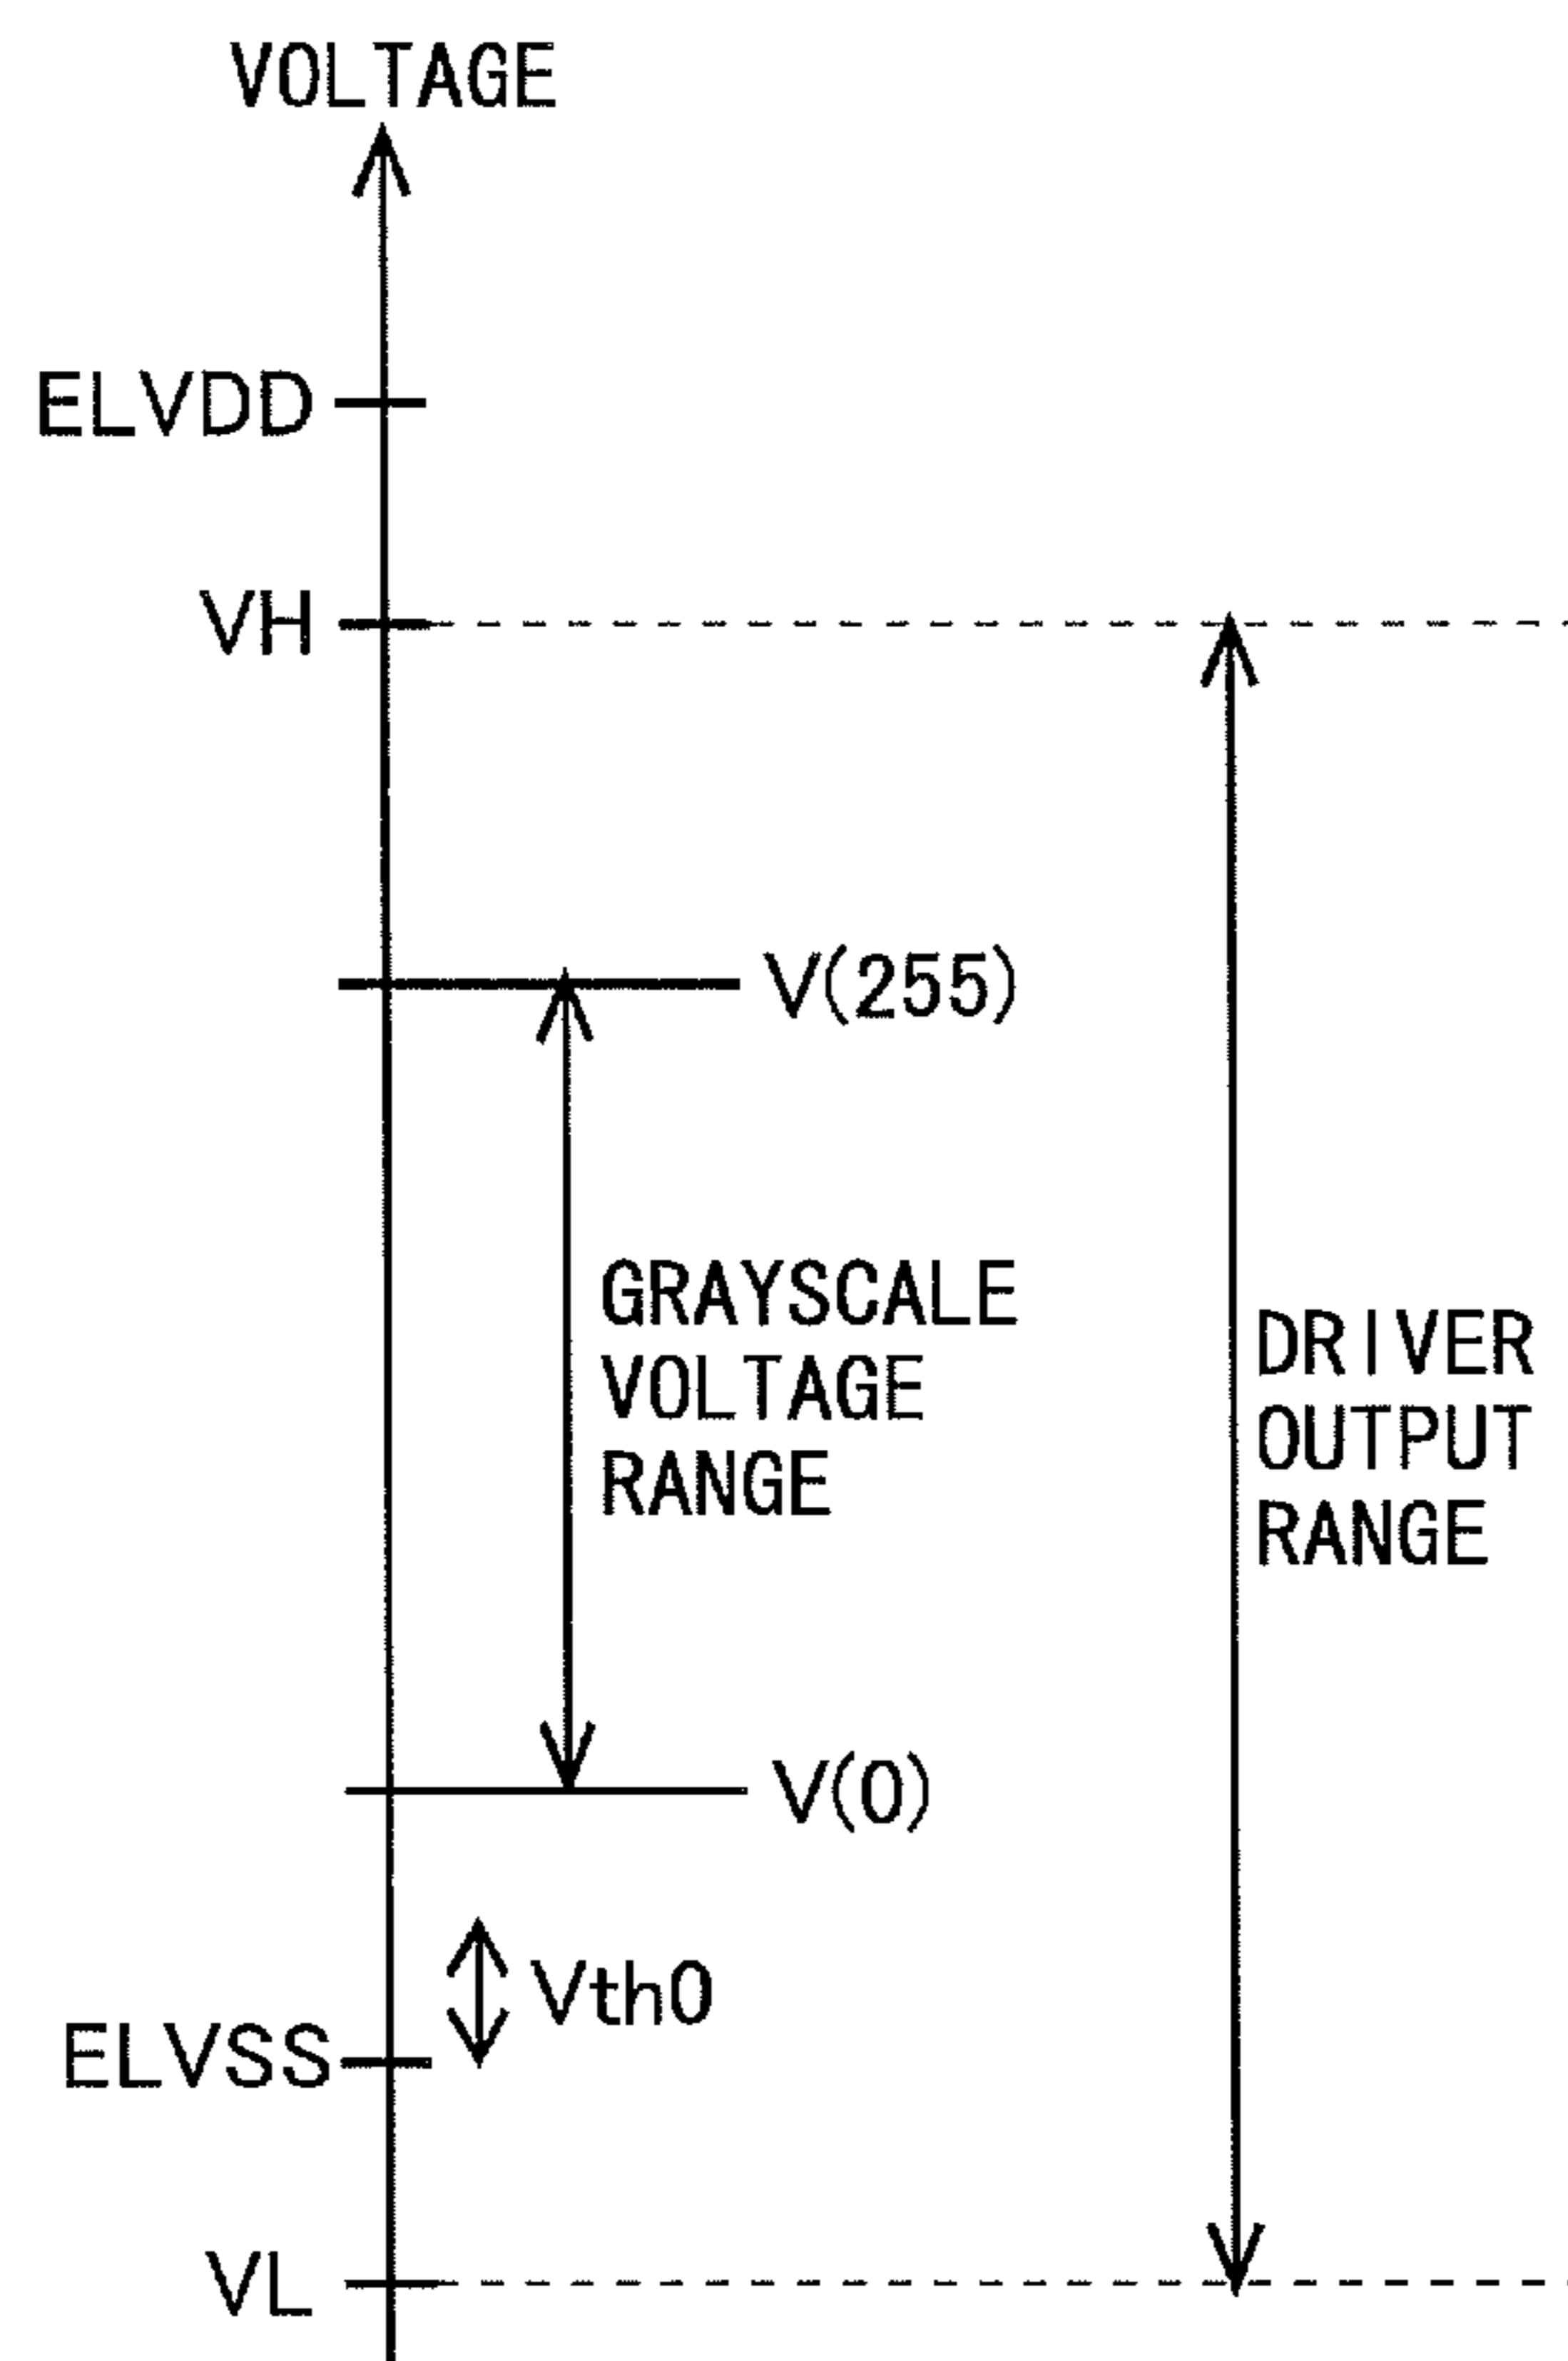 VOLTAGE
ELVDD
VH
V(255)
GRAYSCALE
VOLTAGE
RANGE
DRIVER
OUTPUT
RANGE
V(0)
Vth0
ELVSS
VL